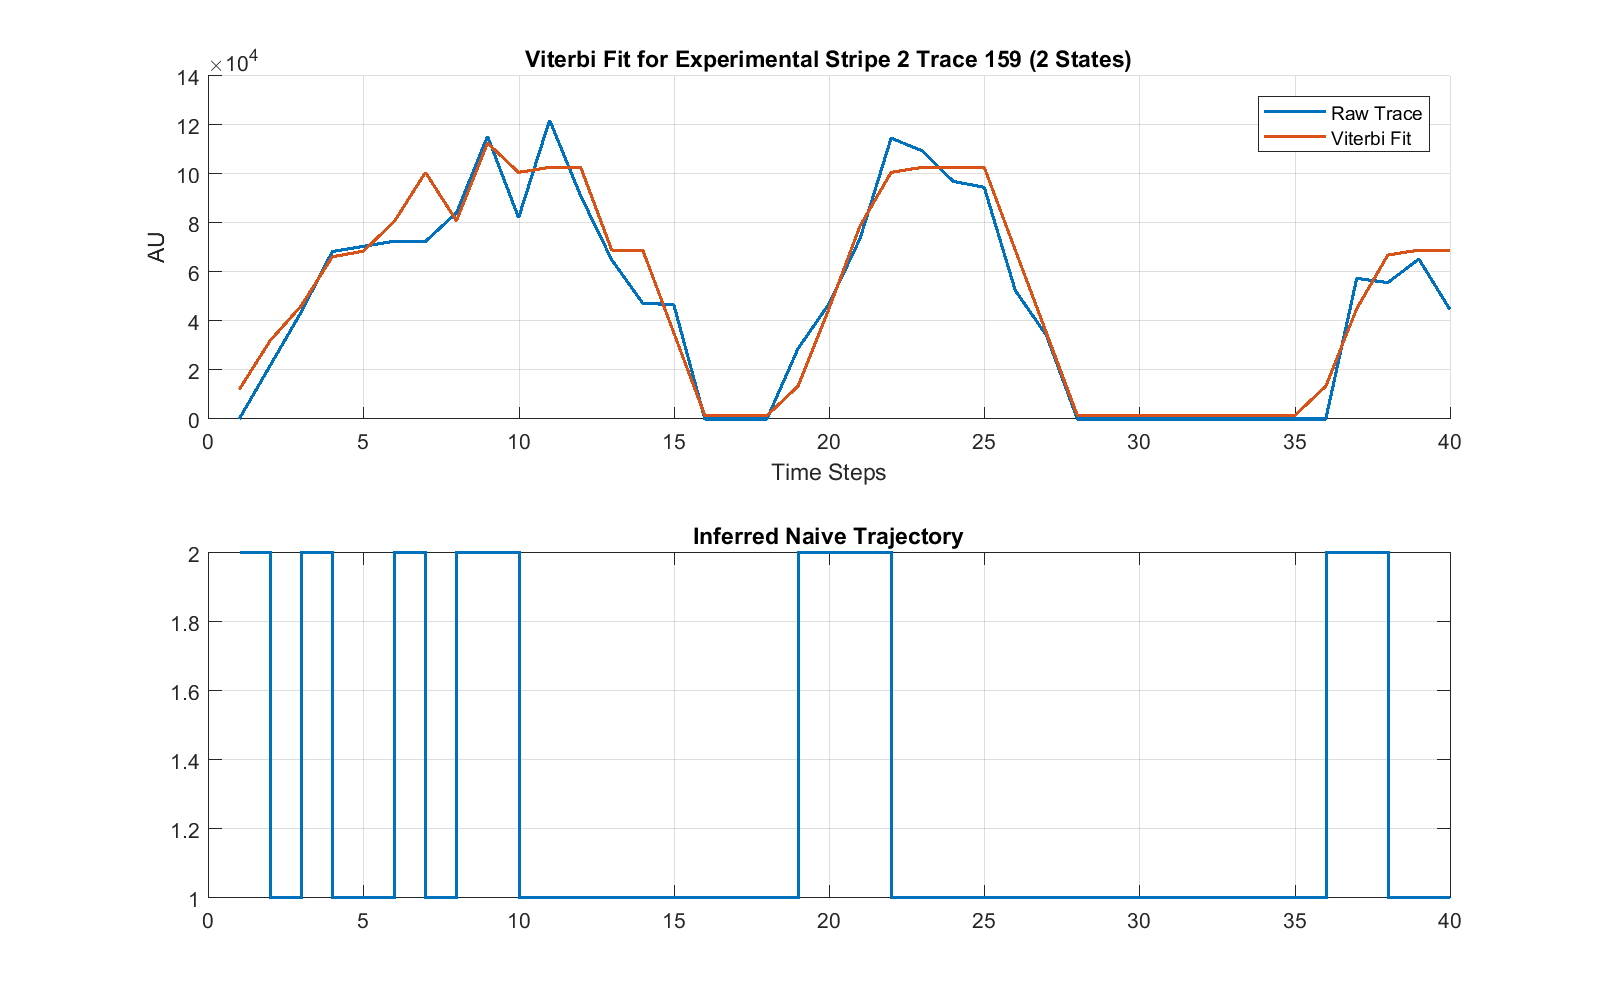 Viterbi Fit for Experimental Stripe 2 Trace 159 (2 States)
×10^4
14
12
10
8
6
4
2
0
AU
Raw Trace
Viterbi Fit
0 5 10 15 20 25 30 35 40
Time Steps
Inferred Naive Trajectory
2
1.8
1.6
1.4
1.2
1
0 5 10 15 20 25 30 35 40